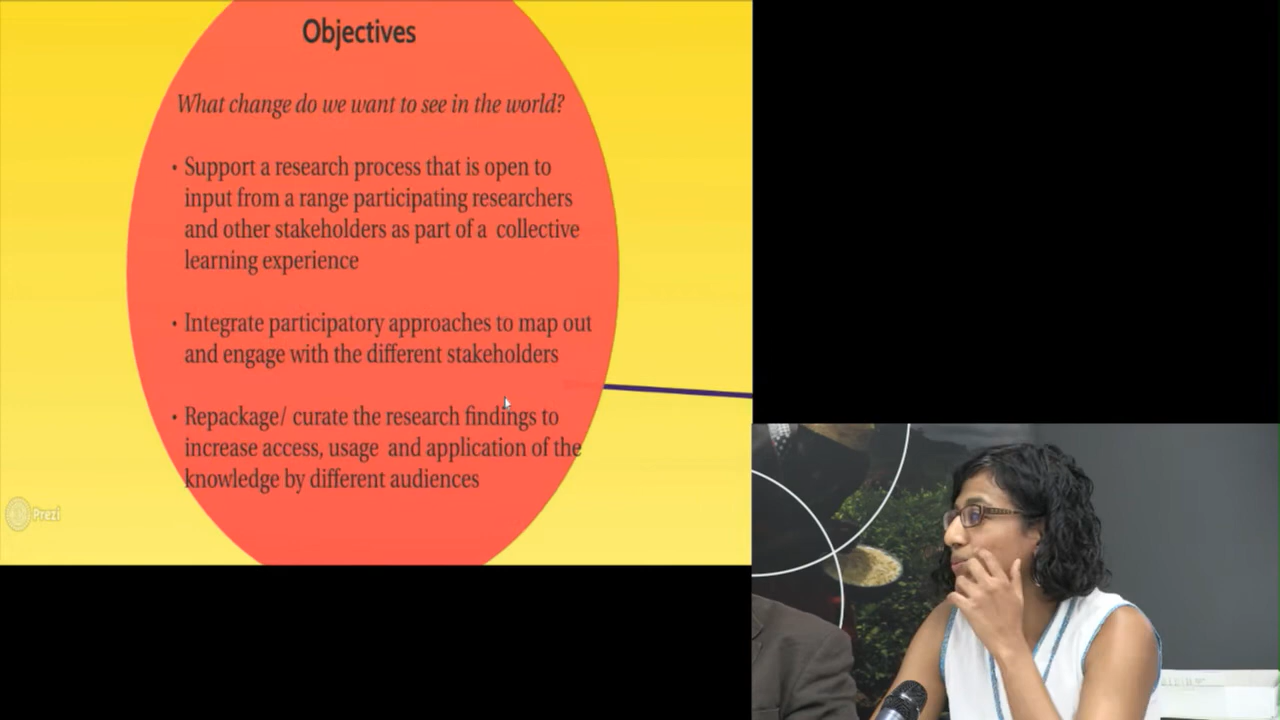 Objectives
What change do we want to see in the world?
• Support a research process that is open to
input from a range participating researchers
and other stakeholders as part of a collective
learning experience
• Integrate participatory approaches to map out
and engage with the different stakeholders
• Repackage/ curate the research findings to
increase access, usage and application of the
knowledge by different audiences
Prezi